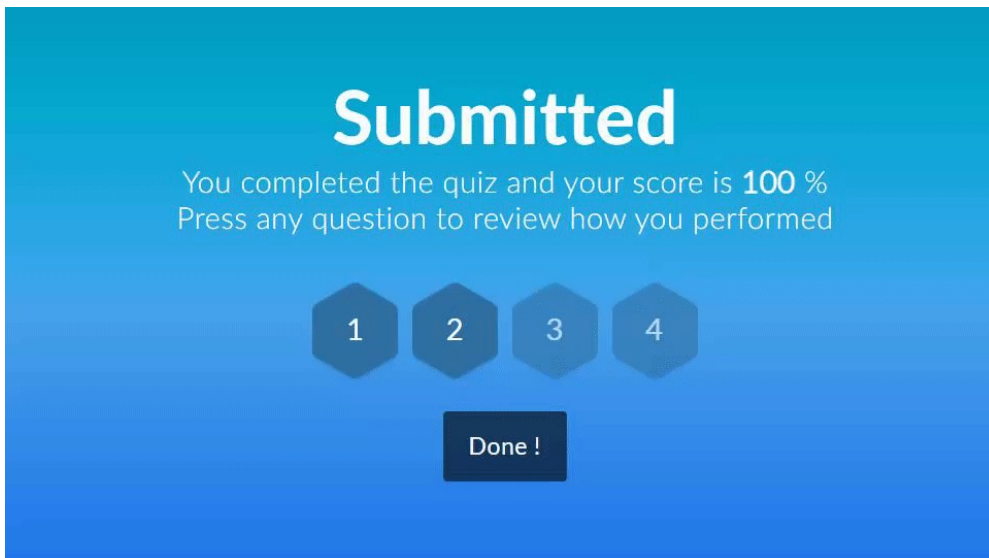 Submitted
You completed the quiz and your score is 100 %
Press any question to review how you performed
1 2 3 4
Done !